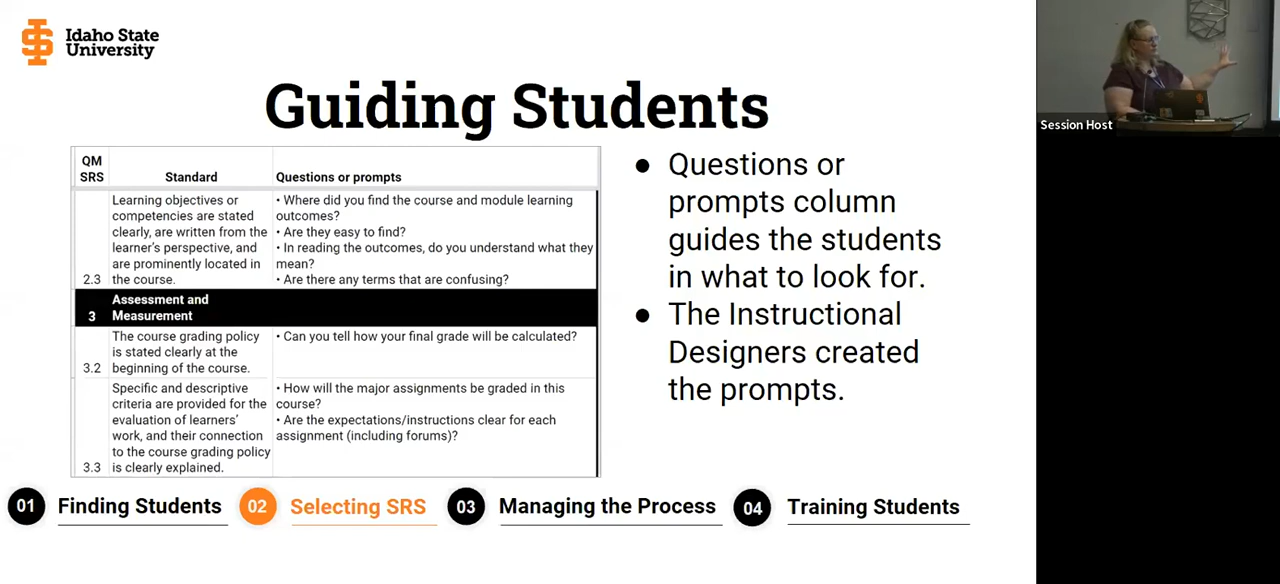 Idaho State
University
Guiding Students
QM
SRS
Standard
Questions or prompts
2.3
Learning objectives or
competencies are stated
clearly, are written from the
learner's perspective, and
are prominently located in
the course.
• Where did you find the course and module learning
outcomes?
• Are they easy to find?
• In reading the outcomes, do you understand what they
mean?
• Are there any terms that are confusing?
3
Assessment and
Measurement
3.2
The course grading policy
is stated clearly at the
beginning of the course.
• Can you tell how your final grade will be calculated?
3.3
Specific and descriptive
criteria are provided for the
evaluation of learners'
work, and their connection
to the course grading policy
is clearly explained.
• How will the major assignments be graded in this
course?
• Are the expectations/instructions clear for each
assignment (including forums)?
● Questions or
prompts column
guides the students
in what to look for.
● The Instructional
Designers created
the prompts.
01 Finding Students 02 Selecting SRS 03 Managing the Process 04 Training Students
Session Host